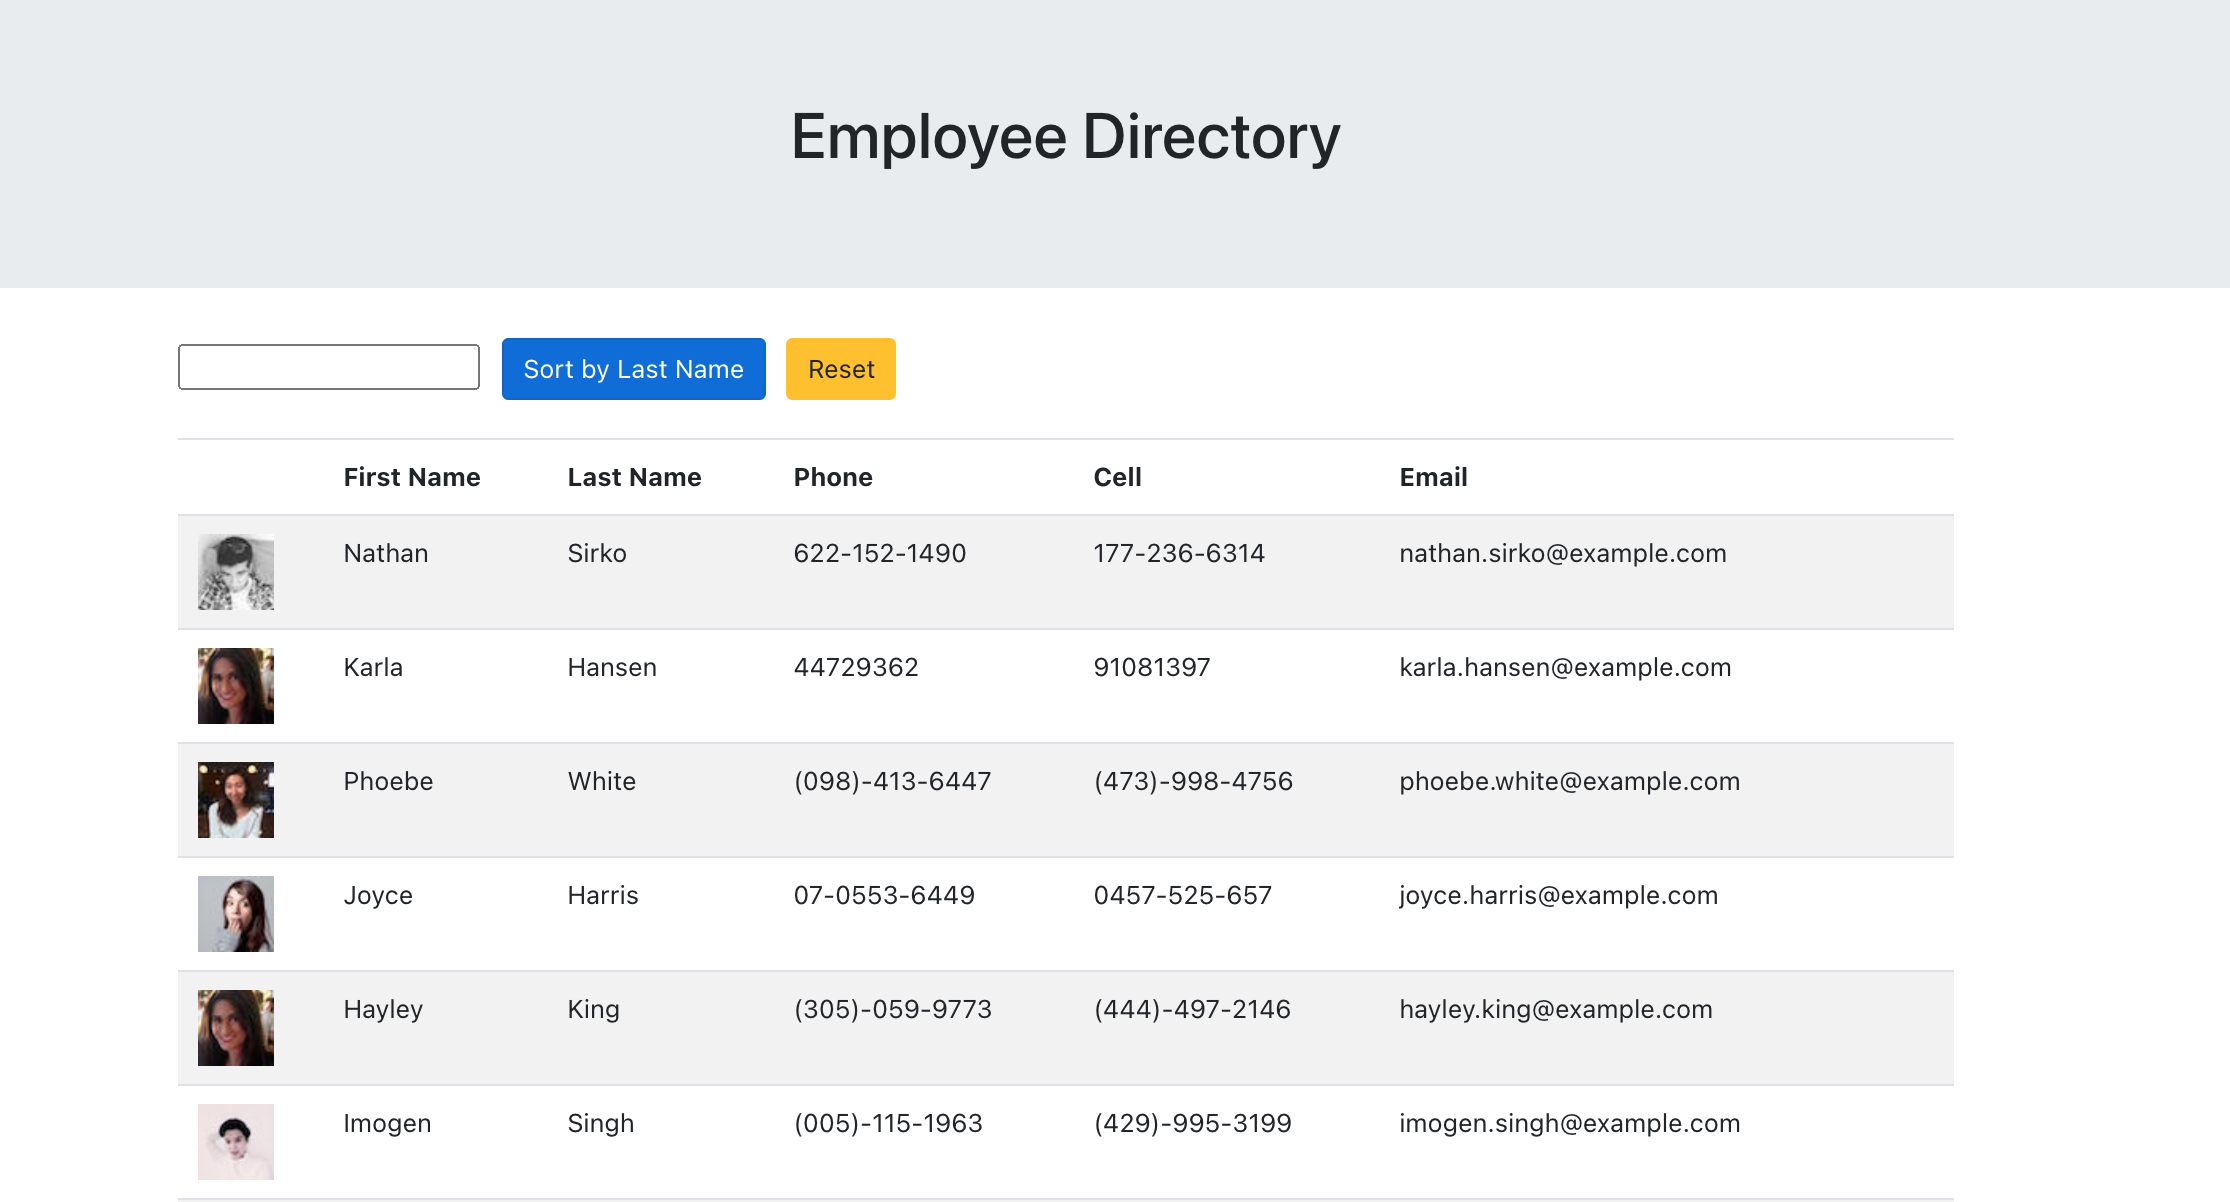 Employee Directory
Sort by Last Name Reset
First Name Last Name Phone Cell Email
Nathan Sirko 622-152-1490 177-236-6314 nathan.sirko@example.com
Karla Hansen 44729362 91081397 karla.hansen@example.com
Phoebe White (098)-413-6447 (473)-998-4756 phoebe.white@example.com
Joyce Harris 07-0553-6449 0457-525-657 joyce.harris@example.com
Hayley King (305)-059-9773 (444)-497-2146 hayley.king@example.com
Imogen Singh (005)-115-1963 (429)-995-3199 imogen.singh@example.com